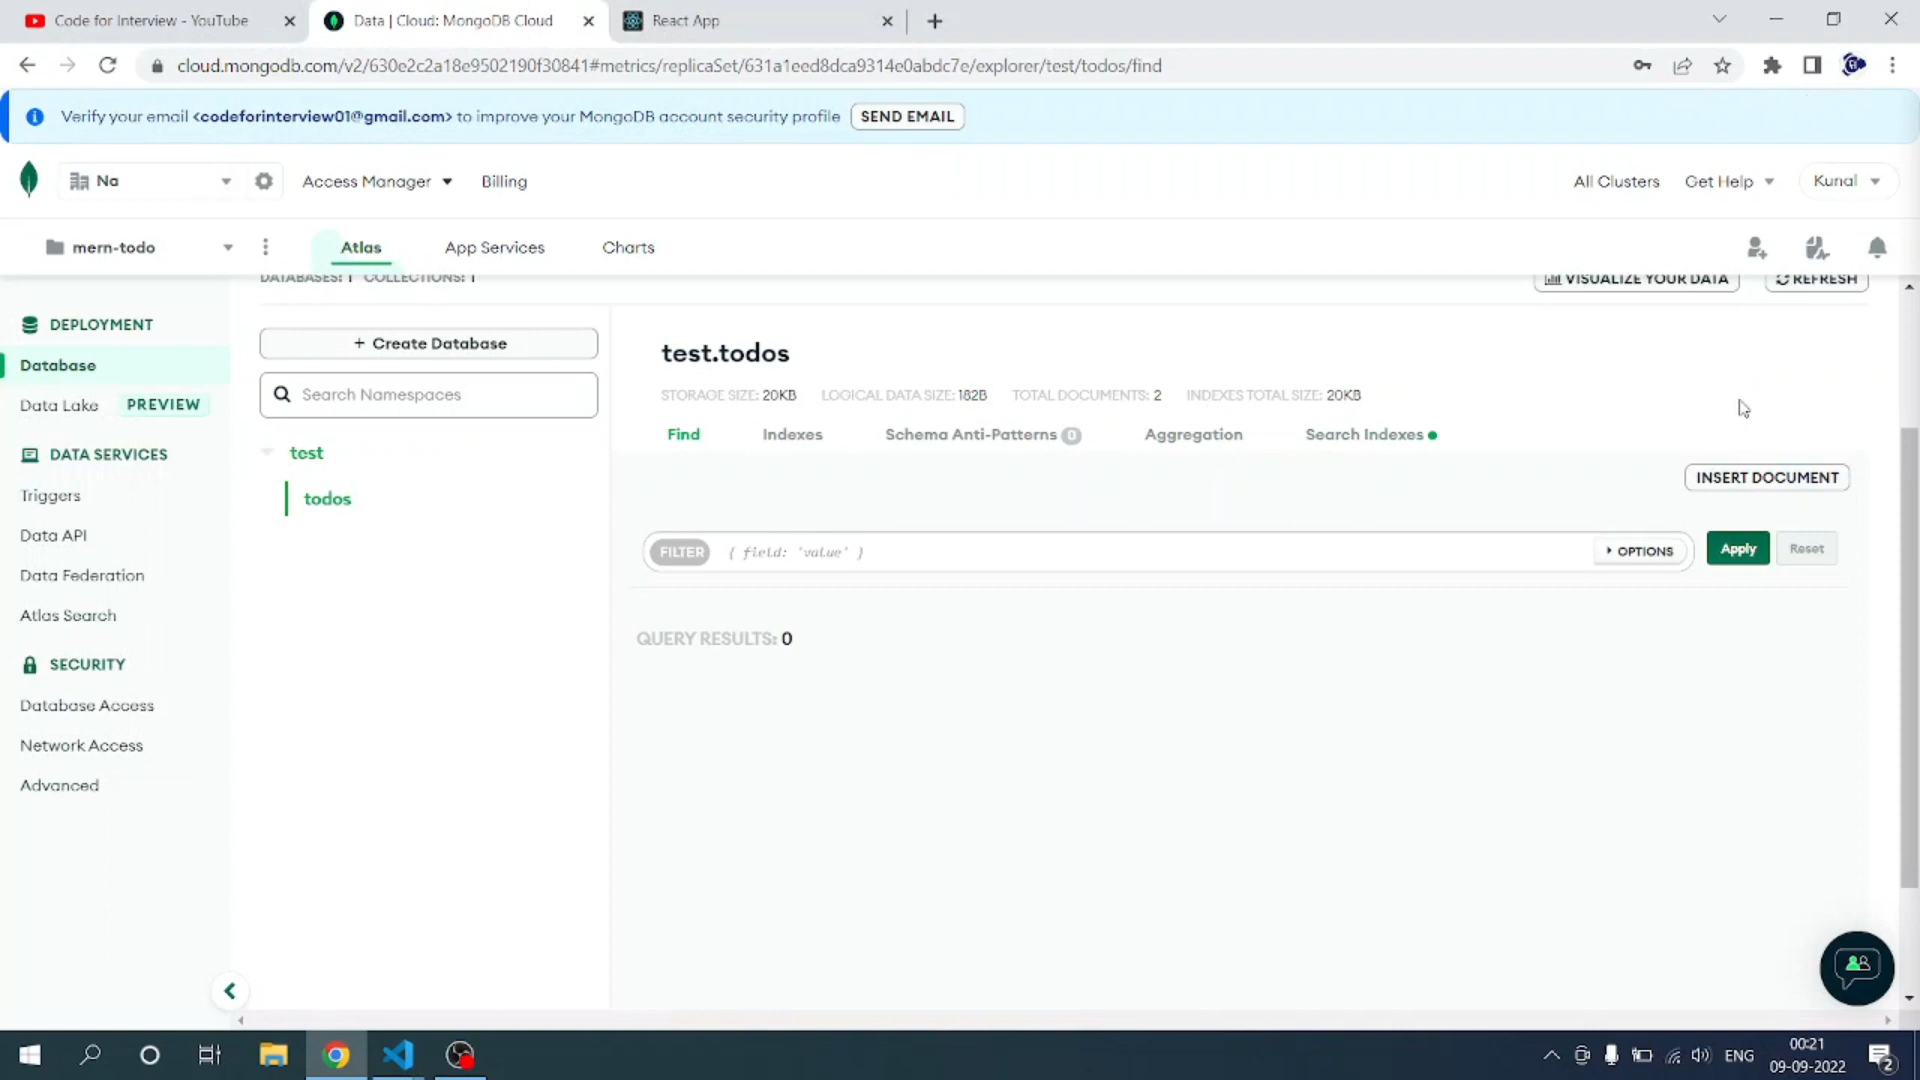 Code for Interview - YouTube
Data | Cloud: MongoDB Cloud
React App
cloud.mongodb.com/v2/630e2c2a18e9502190f30841#metrics/replicaSet/631a1eed8dca9314e0abdc7e/explorer/test/todos/find
Verify your email <codeforinterview01@gmail.com> to improve your MongoDB account security profile SEND EMAIL
Na
Access Manager
Billing
All Clusters
Get Help
Kunal
mern-todo
Atlas
App Services
Charts
DATABASES: 1 COLLECTIONS: 1
VISUALIZE YOUR DATA
REFRESH
DEPLOYMENT
Database
Data Lake PREVIEW
DATA SERVICES
Triggers
Data API
Data Federation
Atlas Search
SECURITY
Database Access
Network Access
Advanced
+ Create Database
Search Namespaces
test
todos
test.todos
STORAGE SIZE: 20KB LOGICAL DATA SIZE: 182B TOTAL DOCUMENTS: 2 INDEXES TOTAL SIZE: 20KB
Find
Indexes
Schema Anti-Patterns 0
Aggregation
Search Indexes
INSERT DOCUMENT
FILTER { field: 'value' }
OPTIONS
Apply
Reset
QUERY RESULTS: 0
ENG
00:21
09-09-2022
2